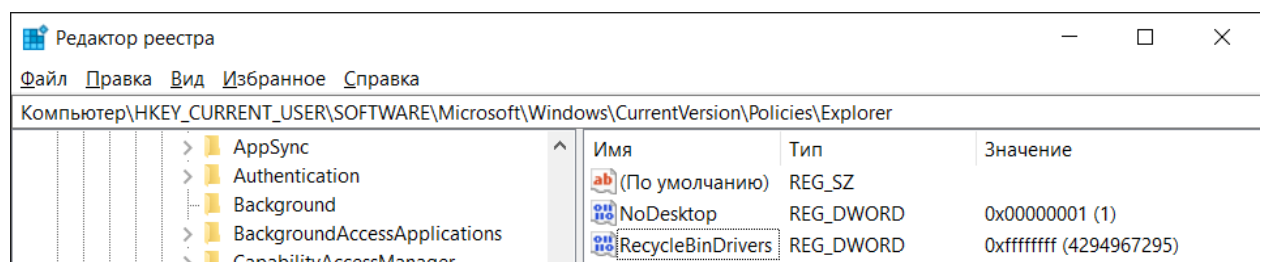 Редактор реестра
Файл Правка Вид Избранное Справка
Компьютер\HKEY_CURRENT_USER\SOFTWARE\Microsoft\Windows\CurrentVersion\Policies\Explorer
AppSync
Authentication
Background
BackgroundAccessApplications
CapabilityAccessManager
Имя Тип Значение
(По умолчанию) REG_SZ
NoDesktop REG_DWORD 0x00000001 (1)
RecycleBinDrivers REG_DWORD 0xffffffff (4294967295)